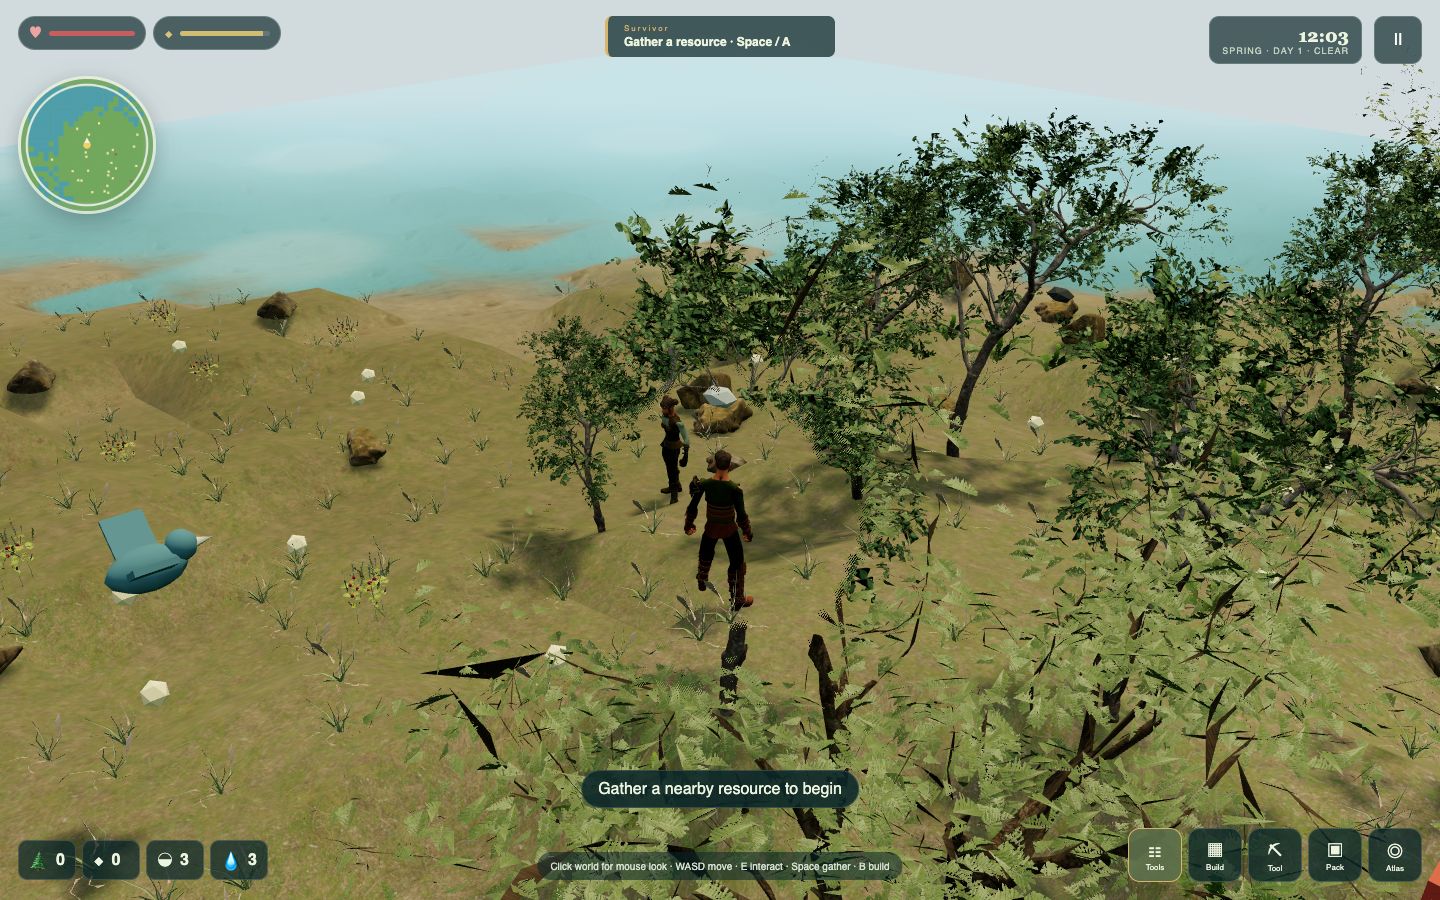 Survivor
Gather a resource · Space / A
12:03
SPRING · DAY 1 · CLEAR
Gather a nearby resource to begin
0
0
3
3
Click world for mouse look · WASD move · E interact · Space gather · B build
Tools
Build
Tool
Pack
Atlas